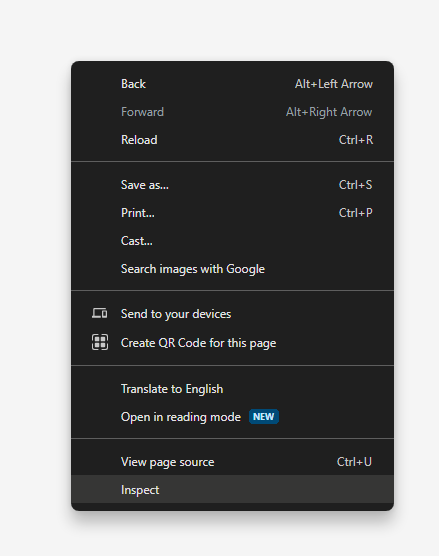 Back Alt+Left Arrow
Forward Alt+Right Arrow
Reload Ctrl+R
Save as... Ctrl+S
Print... Ctrl+P
Cast...
Search images with Google
Send to your devices
Create QR Code for this page
Translate to English
Open in reading mode NEW
View page source Ctrl+U
Inspect